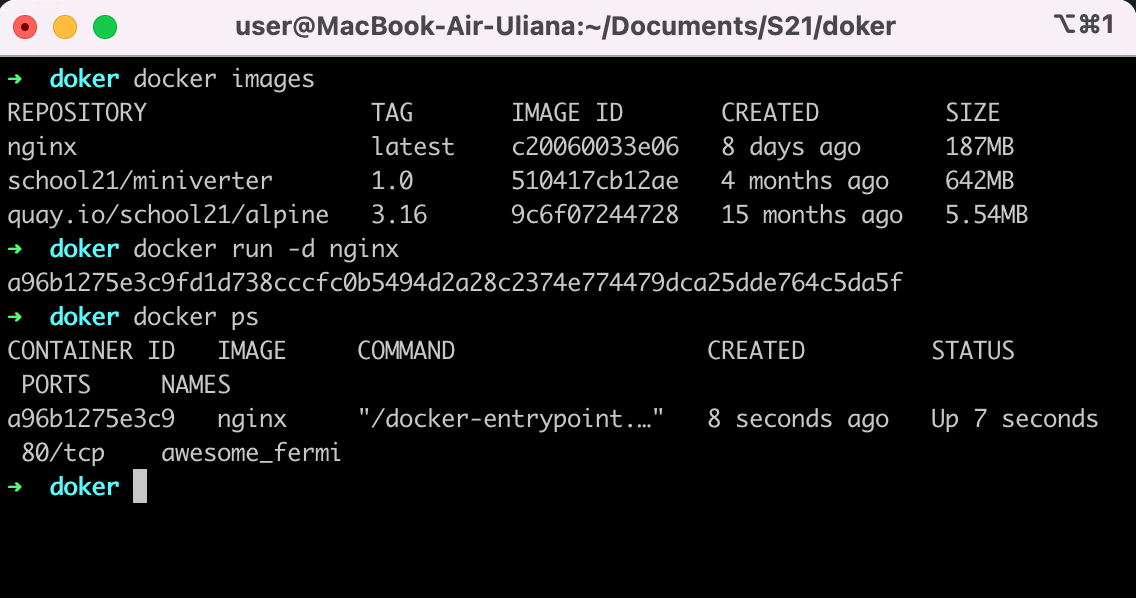 user@MacBook-Air-Uliana:~/Documents/S21/doker ⌥⌘1
➜ doker docker images
REPOSITORY TAG IMAGE ID CREATED SIZE
nginx latest c20060033e06 8 days ago 187MB
school21/miniverter 1.0 510417cb12ae 4 months ago 642MB
quay.io/school21/alpine 3.16 9c6f07244728 15 months ago 5.54MB
➜ doker docker run -d nginx
a96b1275e3c9fd1d738cccfc0b5494d2a28c2374e774479dca25dde764c5da5f
➜ doker docker ps
CONTAINER ID IMAGE COMMAND CREATED STATUS
PORTS NAMES
a96b1275e3c9 nginx "/docker-entrypoint.…" 8 seconds ago Up 7 seconds
80/tcp awesome_fermi
➜ doker